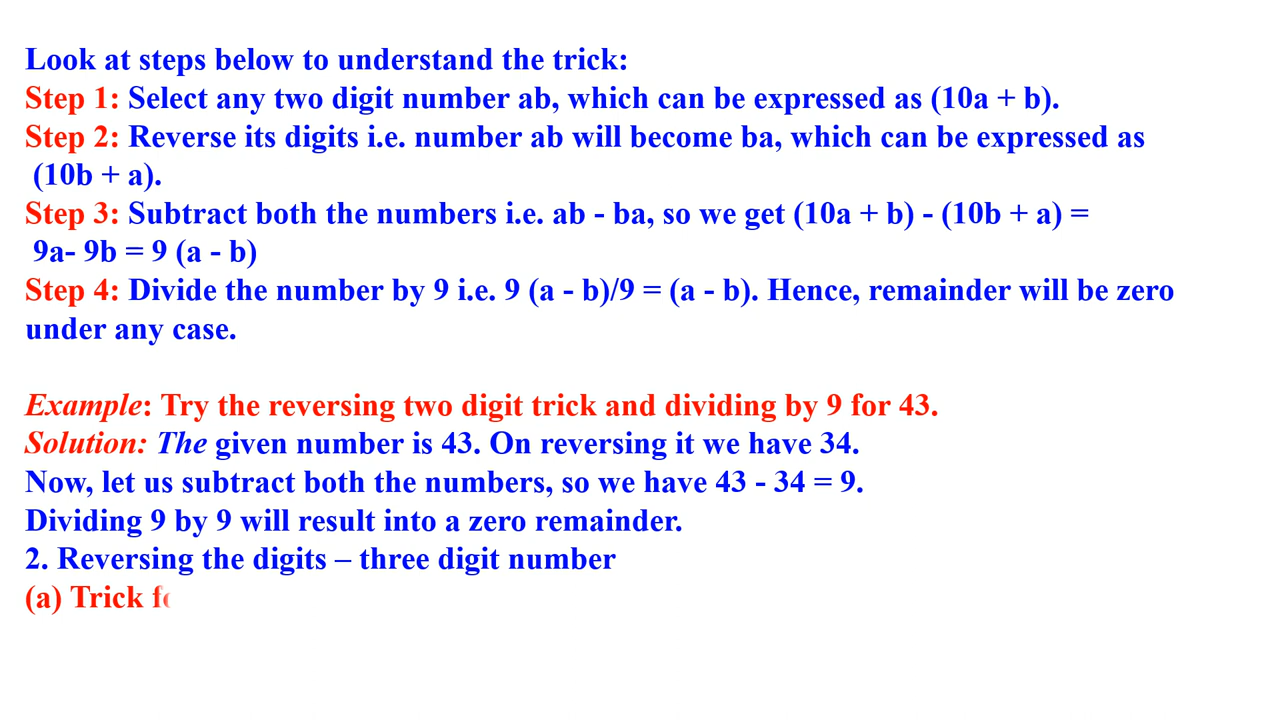 Look at steps below to understand the trick:
Step 1: Select any two digit number ab, which can be expressed as (10a + b).
Step 2: Reverse its digits i.e. number ab will become ba, which can be expressed as
(10b + a).
Step 3: Subtract both the numbers i.e. ab - ba, so we get (10a + b) - (10b + a) =
9a- 9b = 9 (a - b)
Step 4: Divide the number by 9 i.e. 9 (a - b)/9 = (a - b). Hence, remainder will be zero
under any case.
Example: Try the reversing two digit trick and dividing by 9 for 43.
Solution: The given number is 43. On reversing it we have 34.
Now, let us subtract both the numbers, so we have 43 - 34 = 9.
Dividing 9 by 9 will result into a zero remainder.
2. Reversing the digits – three digit number
(a) Trick